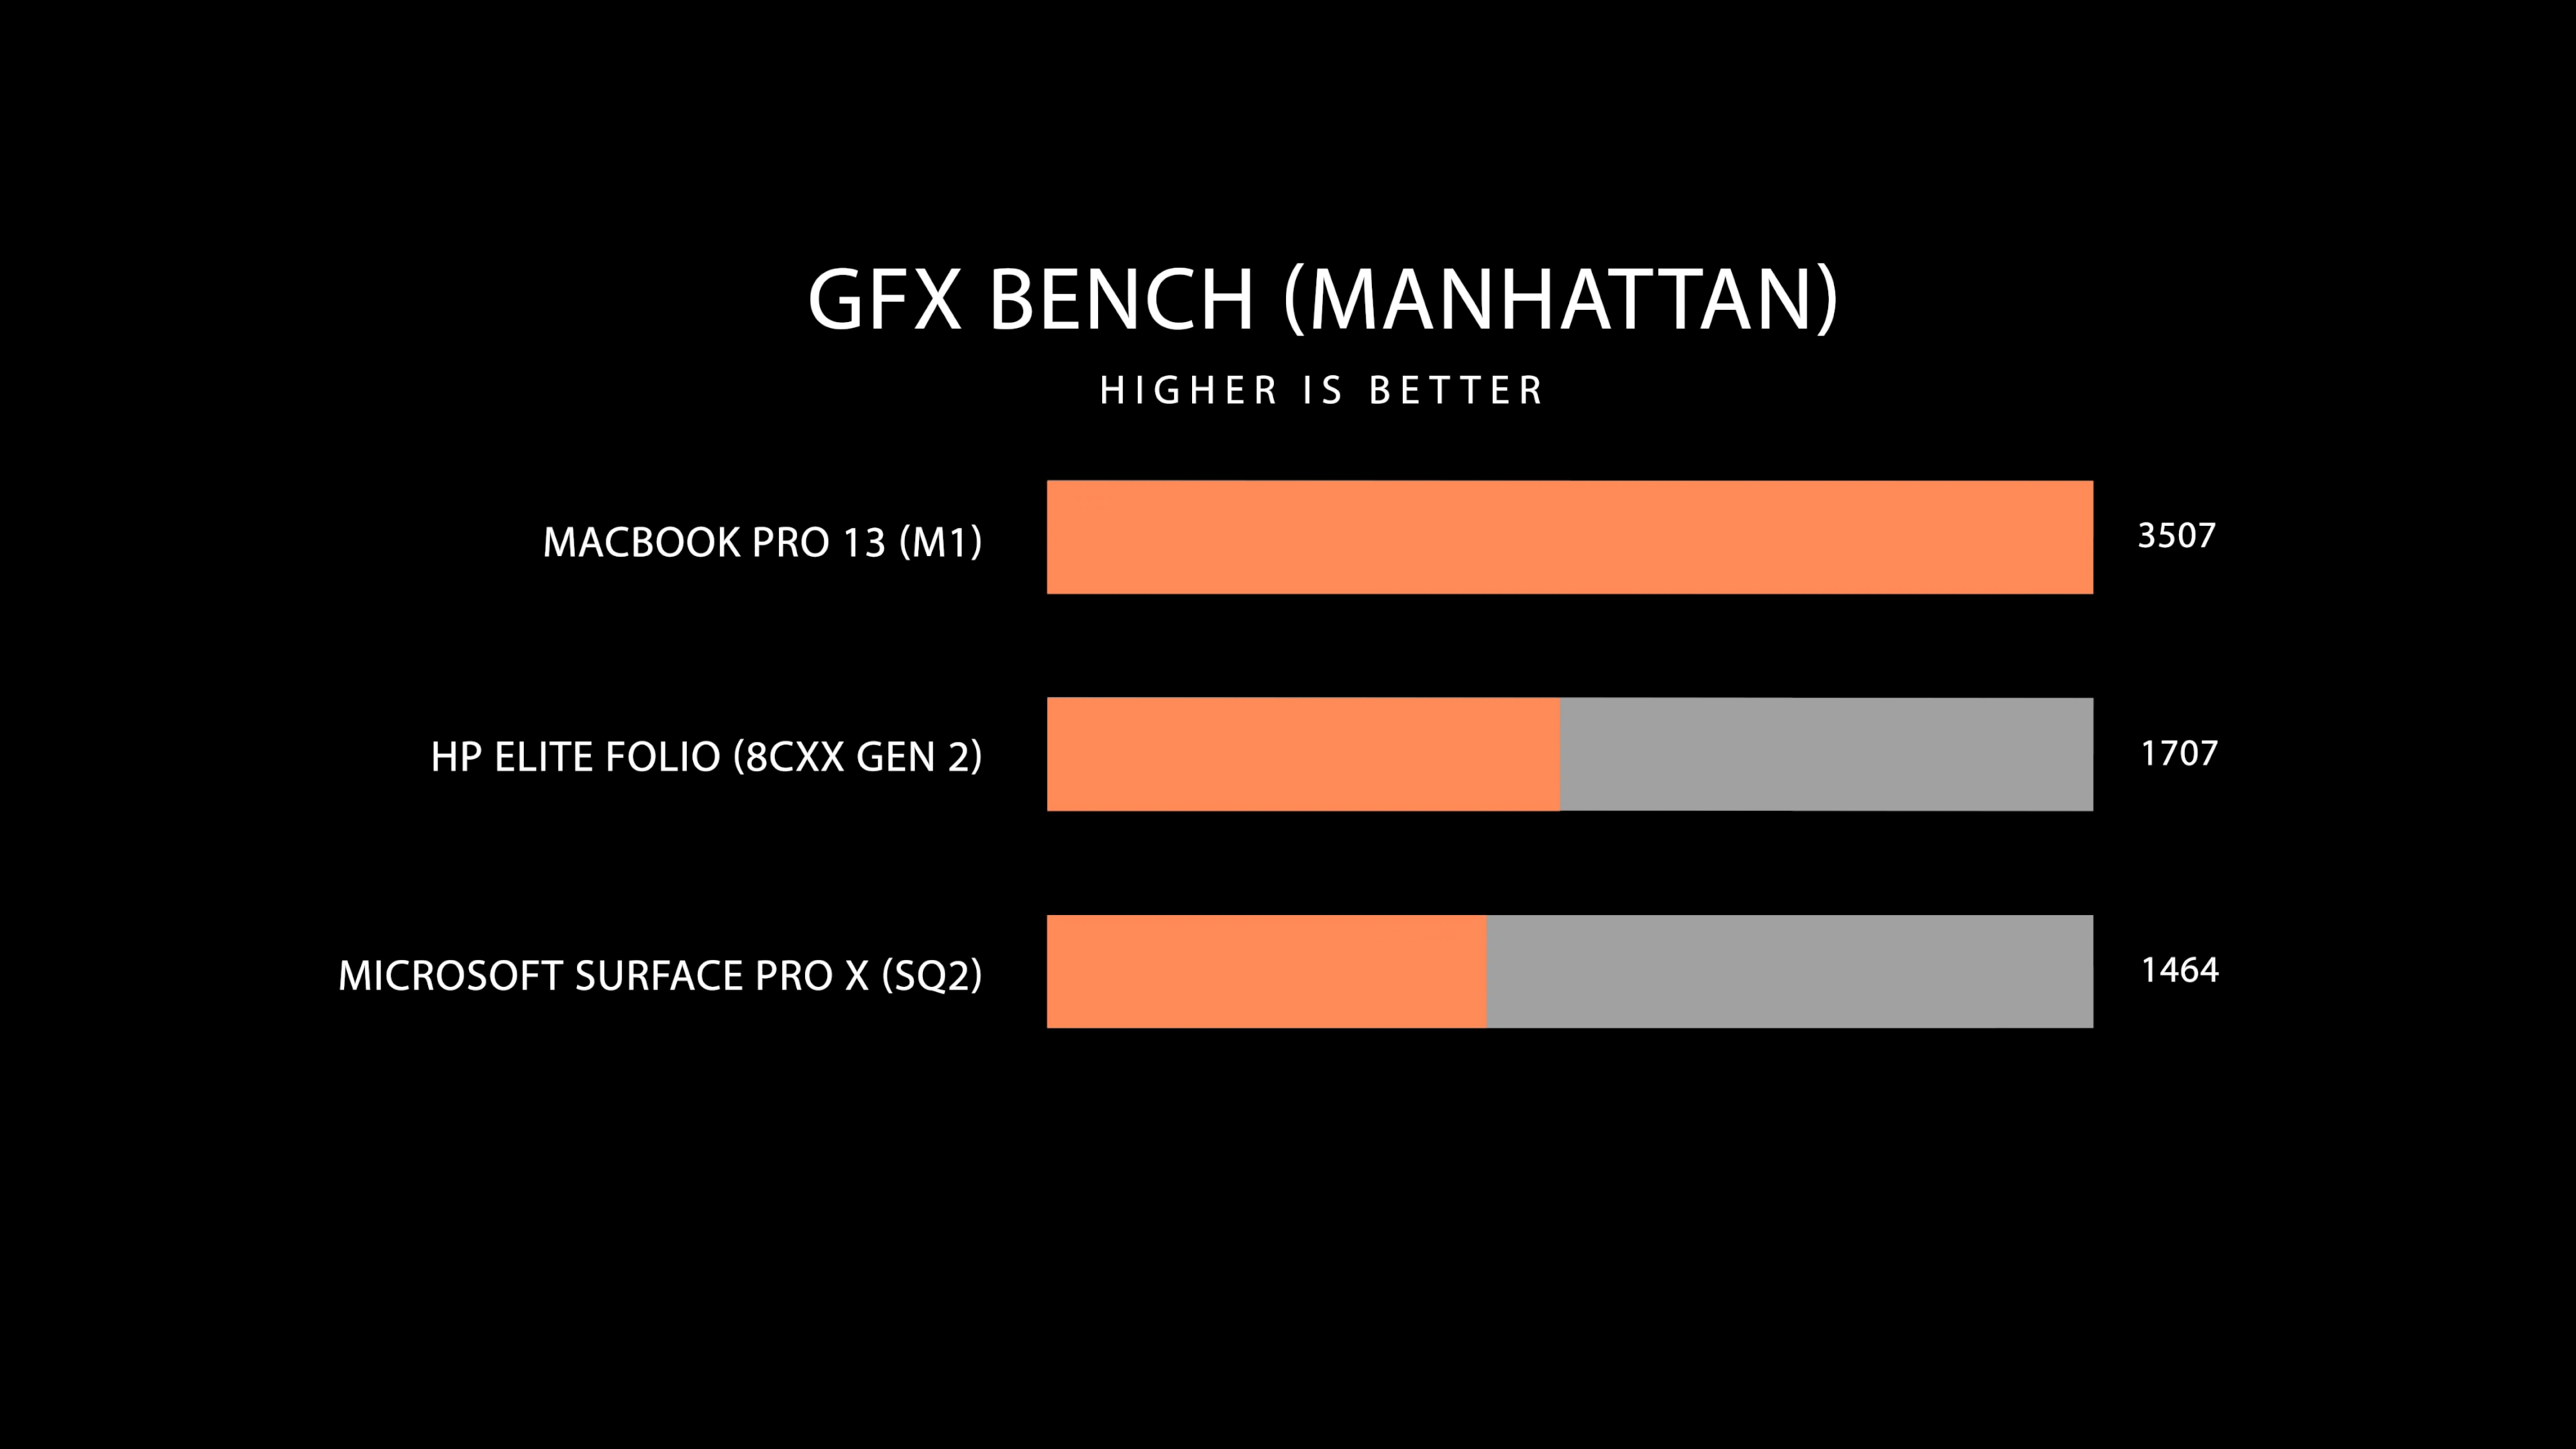 GFX BENCH (MANHATTAN)
HIGHER IS BETTER
MACBOOK PRO 13 (M1) 3507
HP ELITE FOLIO (8CXX GEN 2) 1707
MICROSOFT SURFACE PRO X (SQ2) 1464